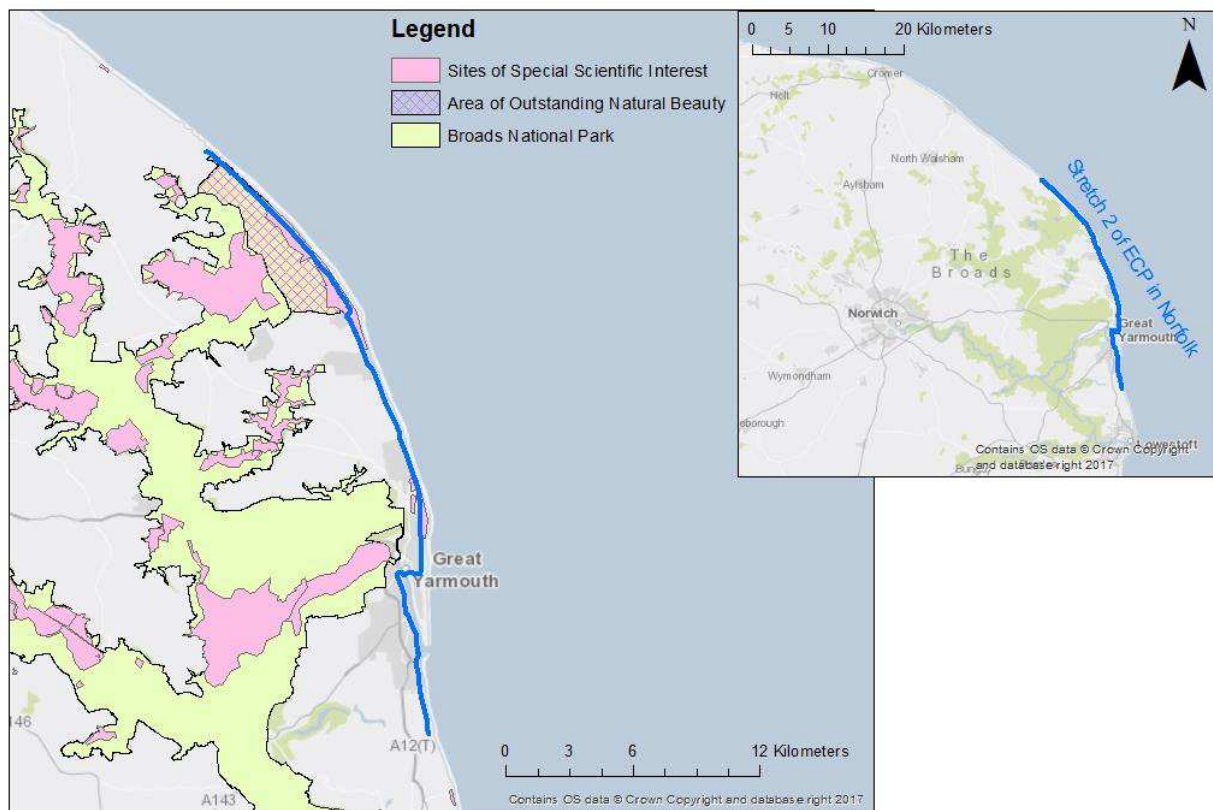 Legend
Sites of Special Scientific Interest
Area of Outstanding Natural Beauty
Broads National Park
Great
Yarmouth
A12(T)
146
A143
0 3 6 12 Kilometers
Contains OS data © Crown Copyright and database right 2017
0 5 10 20 Kilometers
N
Cromer
Holt
North Walsham
Aylsham
Stretch 2 of ECP in Norfolk
The
Broads
Norwich
Great
Yarmouth
Wymondham
eborough
Lowestoft
Contains OS data © Crown Copyright
and database right 2017